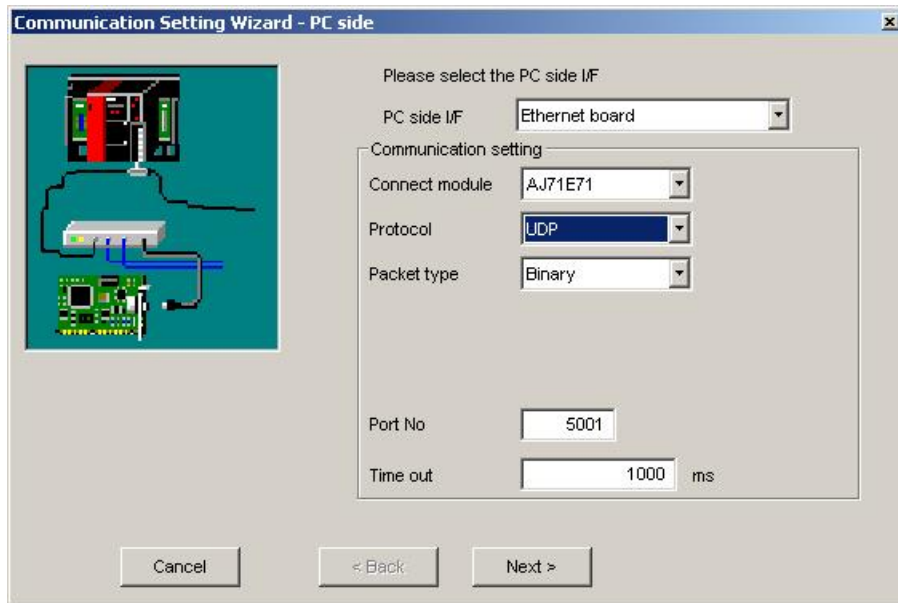 Communication Setting Wizard - PC side
Please select the PC side I/F
PC side I/F Ethernet board
Communication setting
Connect module AJ71E71
Protocol UDP
Packet type Binary
Port No 5001
Time out 1000 ms
Cancel < Back Next >